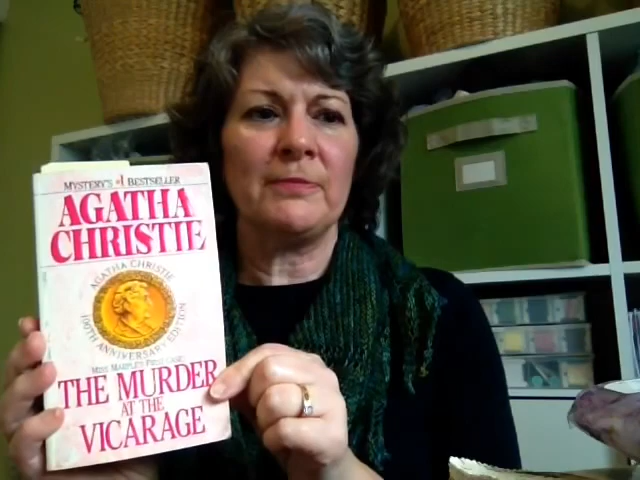 MYSTERY'S #1 BESTSELLER
AGATHA
CHRISTIE
AGATHA CHRISTIE
100TH ANNIVERSARY EDITION
MISS MARPLE'S FIRST CASE
THE MURDER
AT THE
VICARAGE